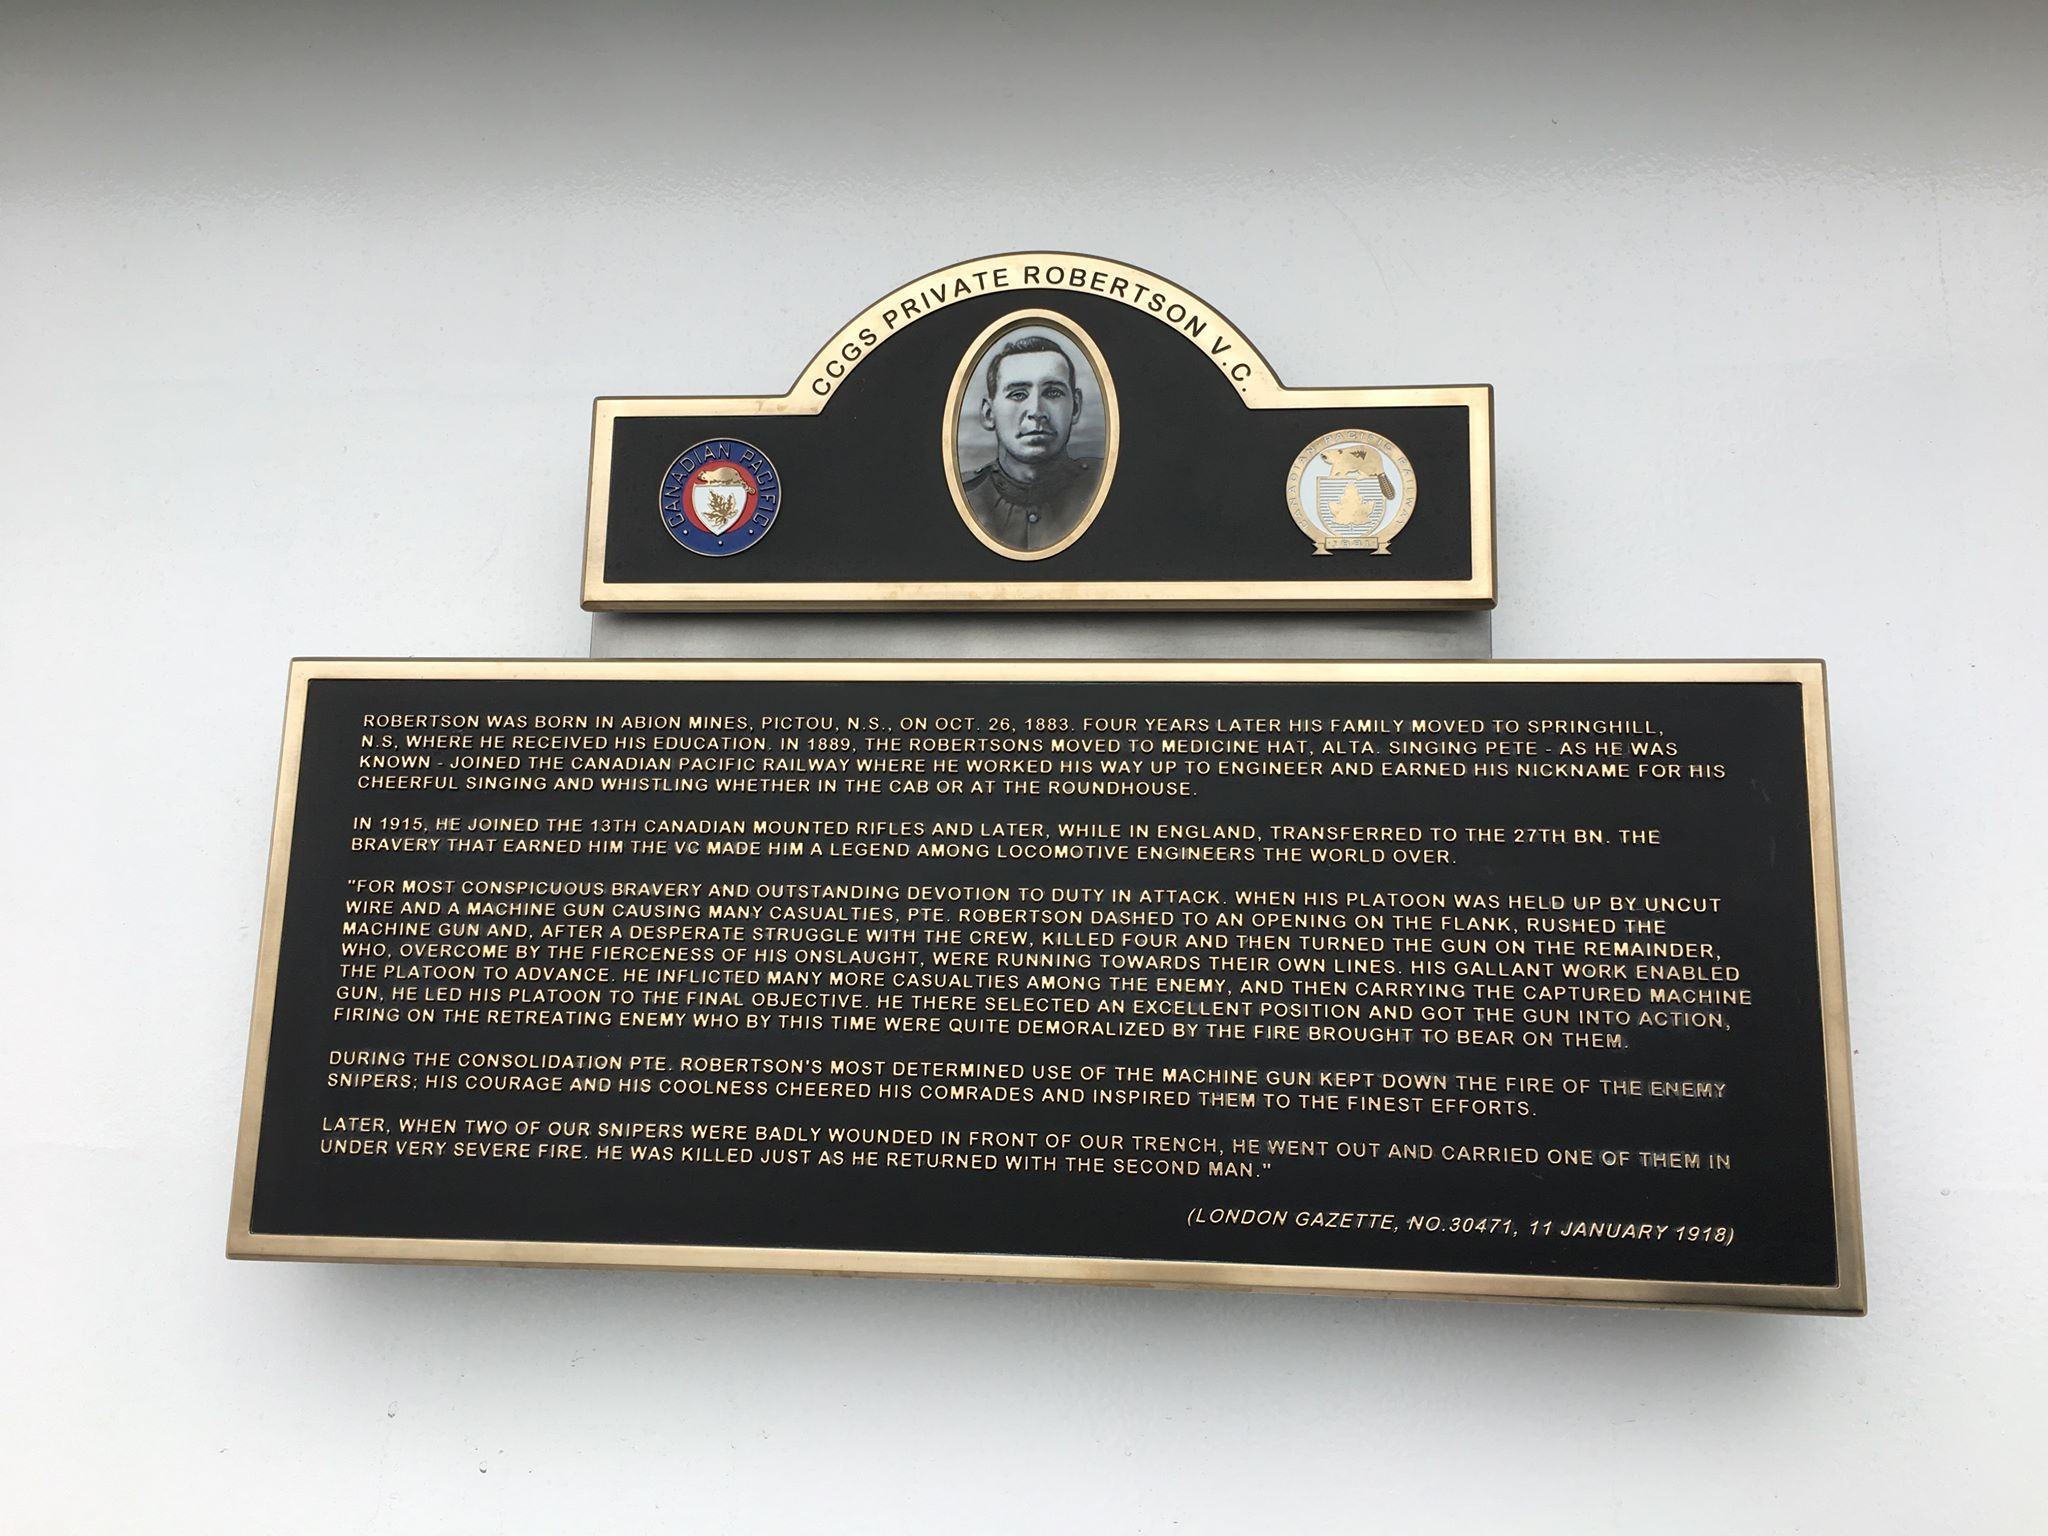 CCGS PRIVATE ROBERTSON V.C.
CANADIAN PACIFIC
CANADIAN PACIFIC RAILWAY
1881
ROBERTSON WAS BORN IN ABION MINES, PICTOU, N.S., ON OCT. 26, 1883. FOUR YEARS LATER HIS FAMILY MOVED TO SPRINGHILL,
N.S, WHERE HE RECEIVED HIS EDUCATION. IN 1889, THE ROBERTSONS MOVED TO MEDICINE HAT, ALTA. SINGING PETE - AS HE WAS
KNOWN - JOINED THE CANADIAN PACIFIC RAILWAY WHERE HE WORKED HIS WAY UP TO ENGINEER AND EARNED HIS NICKNAME FOR HIS
CHEERFUL SINGING AND WHISTLING WHETHER IN THE CAB OR AT THE ROUNDHOUSE.
IN 1915, HE JOINED THE 13TH CANADIAN MOUNTED RIFLES AND LATER, WHILE IN ENGLAND, TRANSFERRED TO THE 27TH BN. THE
BRAVERY THAT EARNED HIM THE VC MADE HIM A LEGEND AMONG LOCOMOTIVE ENGINEERS THE WORLD OVER.
"FOR MOST CONSPICUOUS BRAVERY AND OUTSTANDING DEVOTION TO DUTY IN ATTACK. WHEN HIS PLATOON WAS HELD UP BY UNCUT
WIRE AND A MACHINE GUN CAUSING MANY CASUALTIES, PTE. ROBERTSON DASHED TO AN OPENING ON THE FLANK, RUSHED THE
MACHINE GUN AND, AFTER A DESPERATE STRUGGLE WITH THE CREW, KILLED FOUR AND THEN TURNED THE GUN ON THE REMAINDER,
WHO, OVERCOME BY THE FIERCENESS OF HIS ONSLAUGHT, WERE RUNNING TOWARDS THEIR OWN LINES. HIS GALLANT WORK ENABLED
THE PLATOON TO ADVANCE. HE INFLICTED MANY MORE CASUALTIES AMONG THE ENEMY, AND THEN CARRYING THE CAPTURED MACHINE
GUN, HE LED HIS PLATOON TO THE FINAL OBJECTIVE. HE THERE SELECTED AN EXCELLENT POSITION AND GOT THE GUN INTO ACTION,
FIRING ON THE RETREATING ENEMY WHO BY THIS TIME WERE QUITE DEMORALIZED BY THE FIRE BROUGHT TO BEAR ON THEM.
DURING THE CONSOLIDATION PTE. ROBERTSON'S MOST DETERMINED USE OF THE MACHINE GUN KEPT DOWN THE FIRE OF THE ENEMY
SNIPERS; HIS COURAGE AND HIS COOLNESS CHEERED HIS COMRADES AND INSPIRED THEM TO THE FINEST EFFORTS.
LATER, WHEN TWO OF OUR SNIPERS WERE BADLY WOUNDED IN FRONT OF OUR TRENCH, HE WENT OUT AND CARRIED ONE OF THEM IN
UNDER VERY SEVERE FIRE. HE WAS KILLED JUST AS HE RETURNED WITH THE SECOND MAN."
(LONDON GAZETTE, NO.30471, 11 JANUARY 1918)